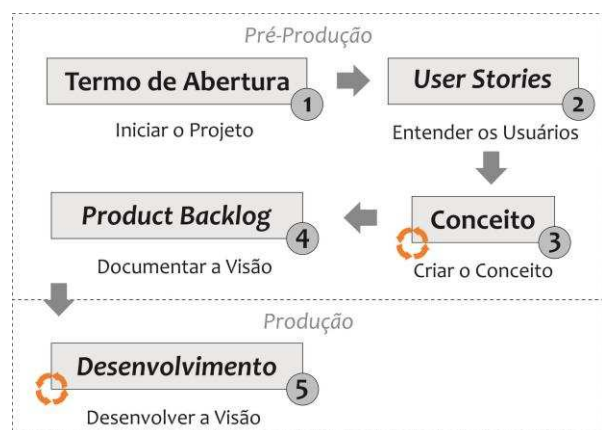 Pré-Produção
Termo de Abertura
1
Iniciar o Projeto
User Stories
2
Entender os Usuários
Conceito
3
Criar o Conceito
Product Backlog
4
Documentar a Visão
Produção
Desenvolvimento
5
Desenvolver a Visão